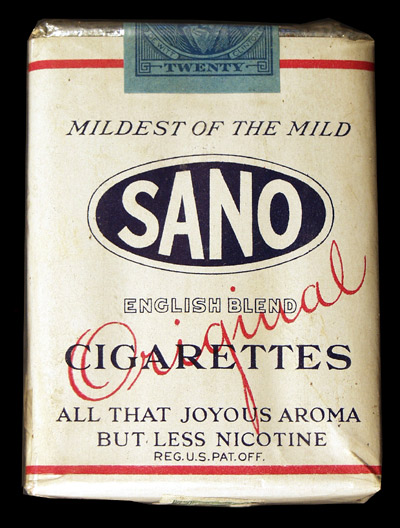 TWENTY
MILDEST OF THE MILD
SANO
ENGLISH BLEND
Original
CIGARETTES
ALL THAT JOYOUS AROMA
BUT LESS NICOTINE
REG.U.S.PAT.OFF.